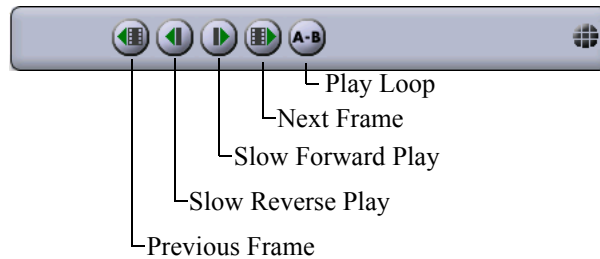 A-B
Play Loop
Next Frame
Slow Forward Play
Slow Reverse Play
Previous Frame